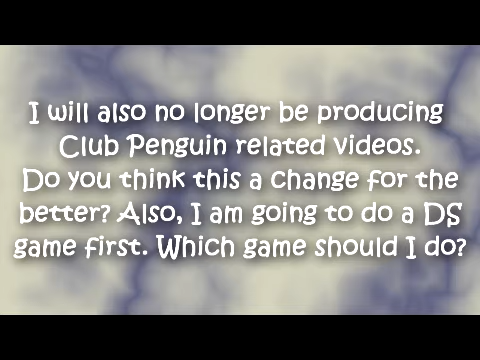 I will also no longer be producing
Club Penguin related videos.
Do you think this a change for the
better? Also, I am going to do a DS
game first. Which game should I do?